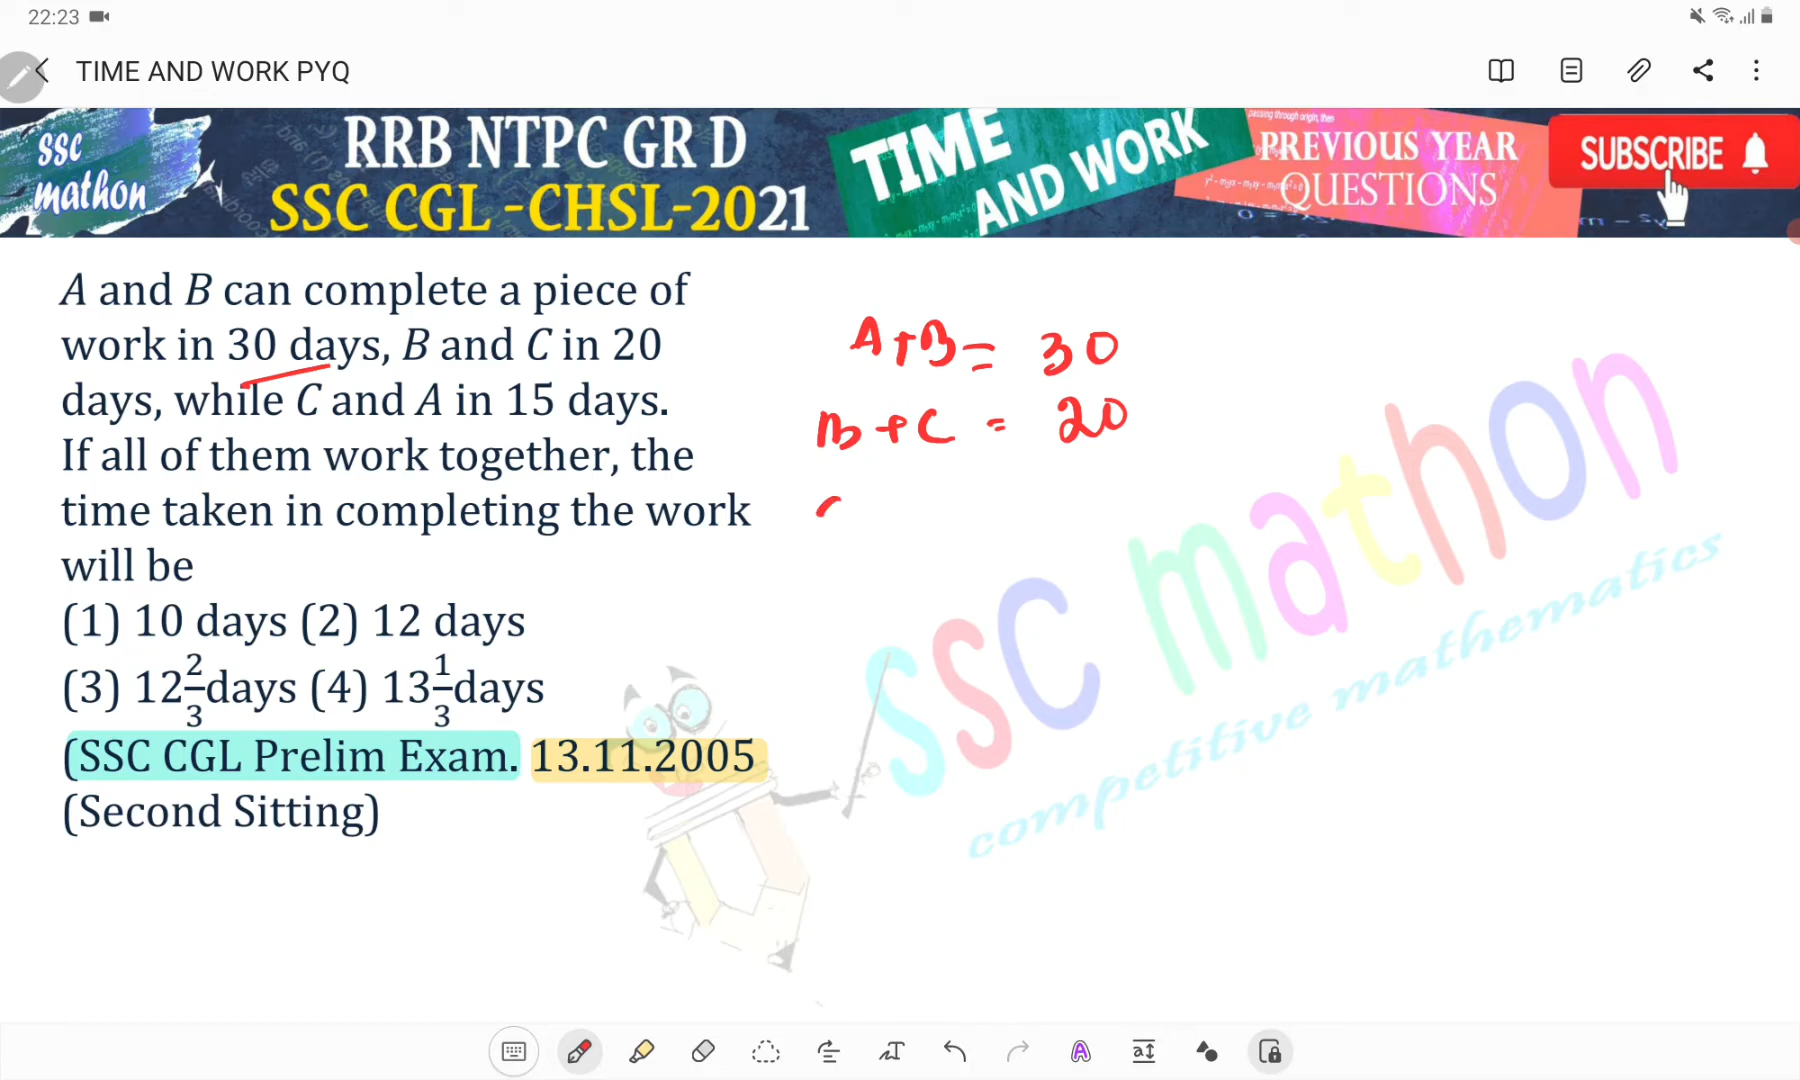 22:23
TIME AND WORK PYQ
SSC mathon
RRB NTPC GR D
SSC CGL -CHSL-2021
TIME AND WORK
passing through origin, then
PREVIOUS YEAR
QUESTIONS
SUBSCRIBE
A and B can complete a piece of
work in 30 days, B and C in 20
days, while C and A in 15 days.
If all of them work together, the
time taken in completing the work
will be
(1) 10 days (2) 12 days
(3) 12 2/3 days (4) 13 1/3 days
(SSC CGL Prelim Exam. 13.11.2005
(Second Sitting)
A+B = 30
B+C = 20
SSC mathon
competitive mathematics